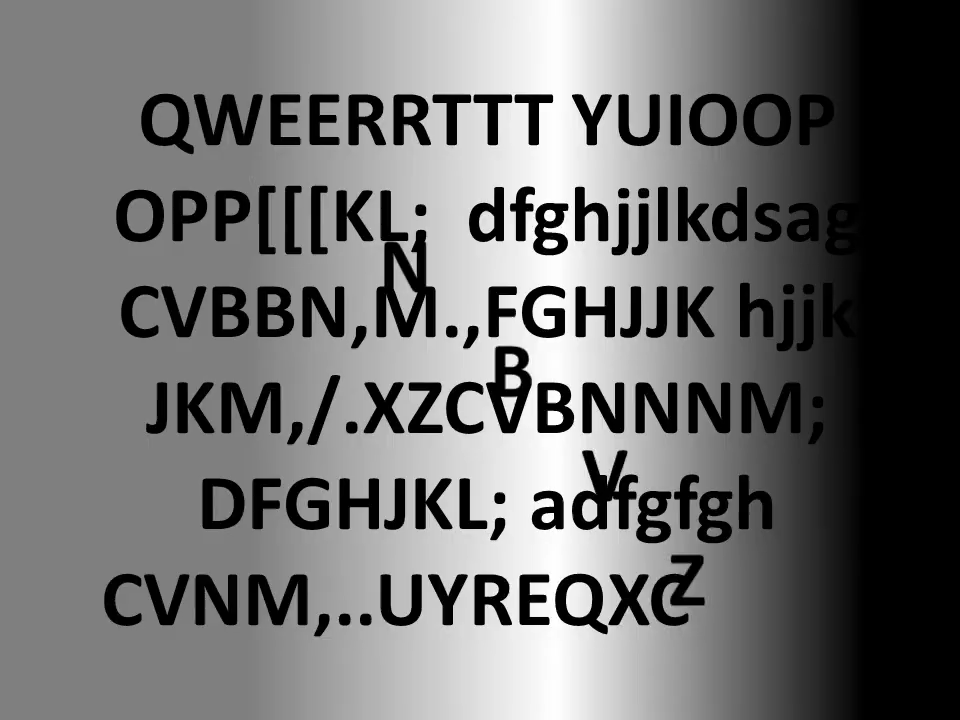 QWEERRTTT YUIOOP
OPP[[[KL; dfghjjlkdsag
N
CVBBN,M.,FGHJJK hjjk
B
JKM,/.XZCVBNNNM;
V
DFGHJKL; adfgfgh
Z
CVNM,..UYREQXC